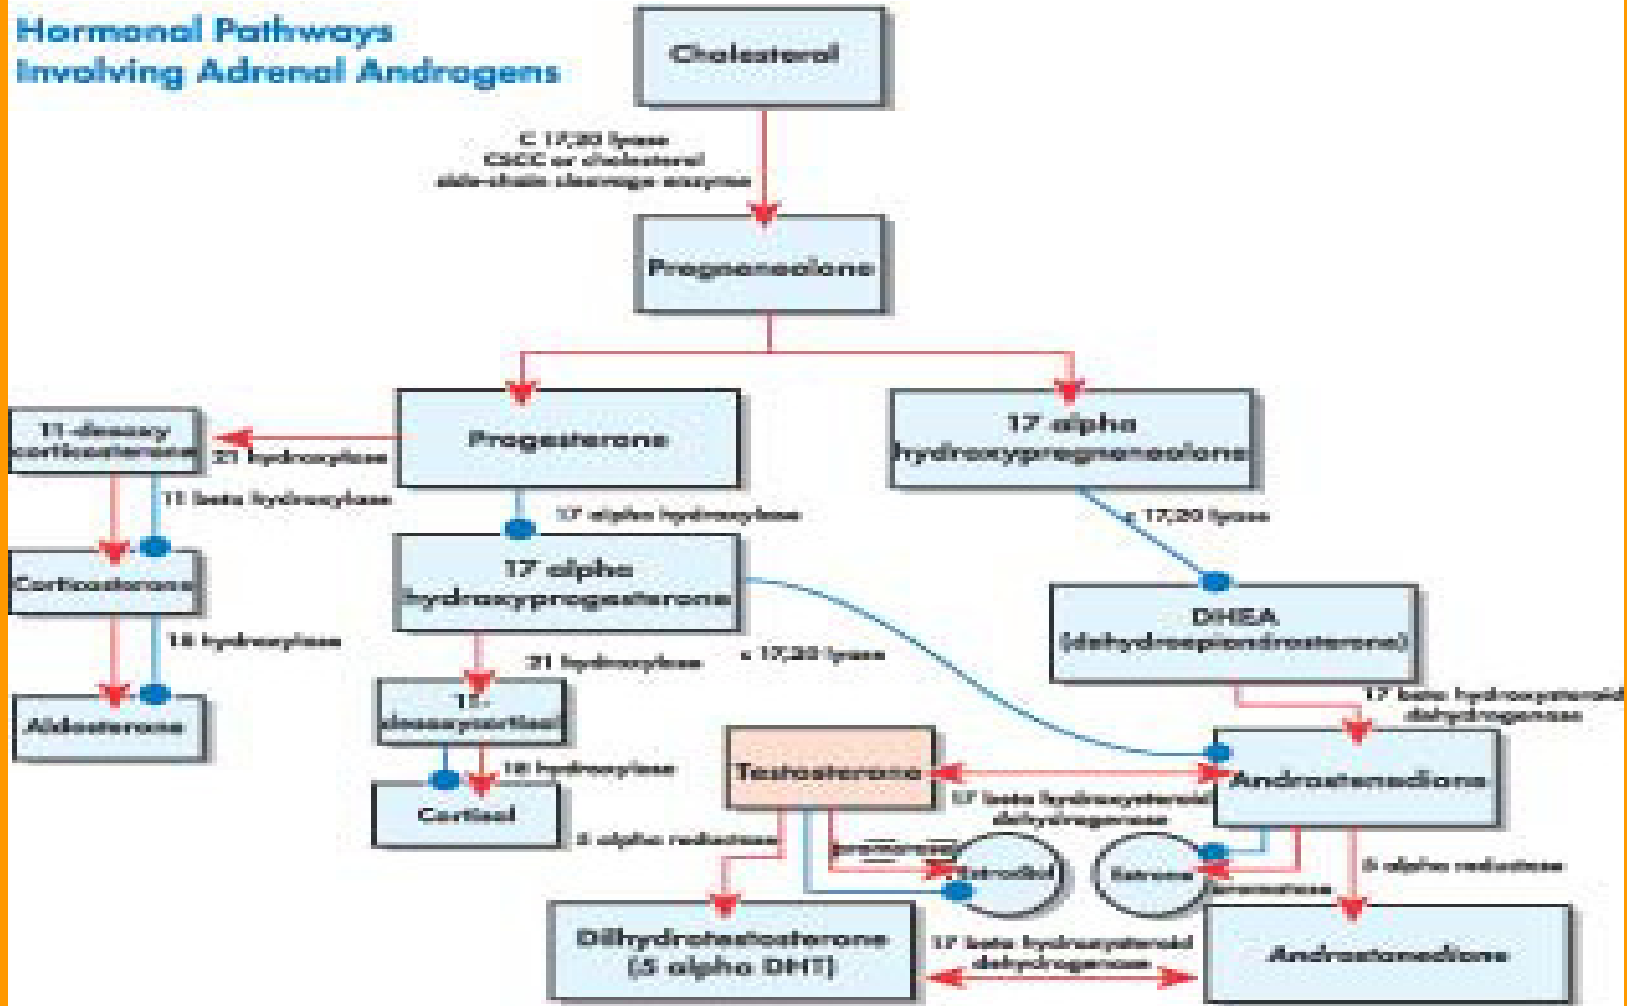 Hormonal Pathways
Involving Adrenal Androgens
Cholesterol
C 17,20 lyase
CSCC or cholesterol
side-chain cleavage enzyme
Pregnenolone
11-deoxy
corticosterone
21 hydroxylase
Progesterone
17 alpha
hydroxypregnenolone
11 beta hydroxylase
17 alpha hydroxylase
c 17,20 lyase
Corticosterone
17 alpha
hydroxyprogesterone
DHEA
(dehydroepiandrosterone)
18 hydroxylase
21 hydroxylase
c 17,20 lyase
17 beta hydroxysteroid
dehydrogenase
Aldosterone
11-
deoxycortisol
18 hydroxylase
Testosterone
Androstenedione
17 beta hydroxysteroid
dehydrogenase
Cortisol
5 alpha reductase
aromatase
Estradiol
Estrone
aromatase
5 alpha reductase
Dilhydrotestosterone
(5 alpha DHT)
17 beta hydroxysteroid
dehydrogenase
Androstanedione